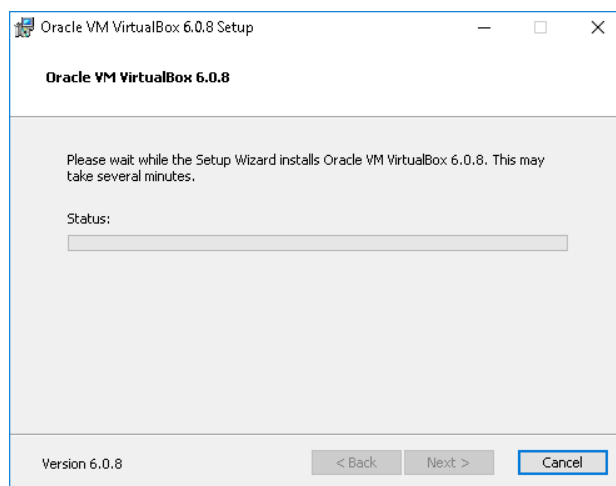 Oracle VM VirtualBox 6.0.8 Setup
Oracle VM VirtualBox 6.0.8
Please wait while the Setup Wizard installs Oracle VM VirtualBox 6.0.8. This may
take several minutes.
Status:
Version 6.0.8
< Back
Next >
Cancel